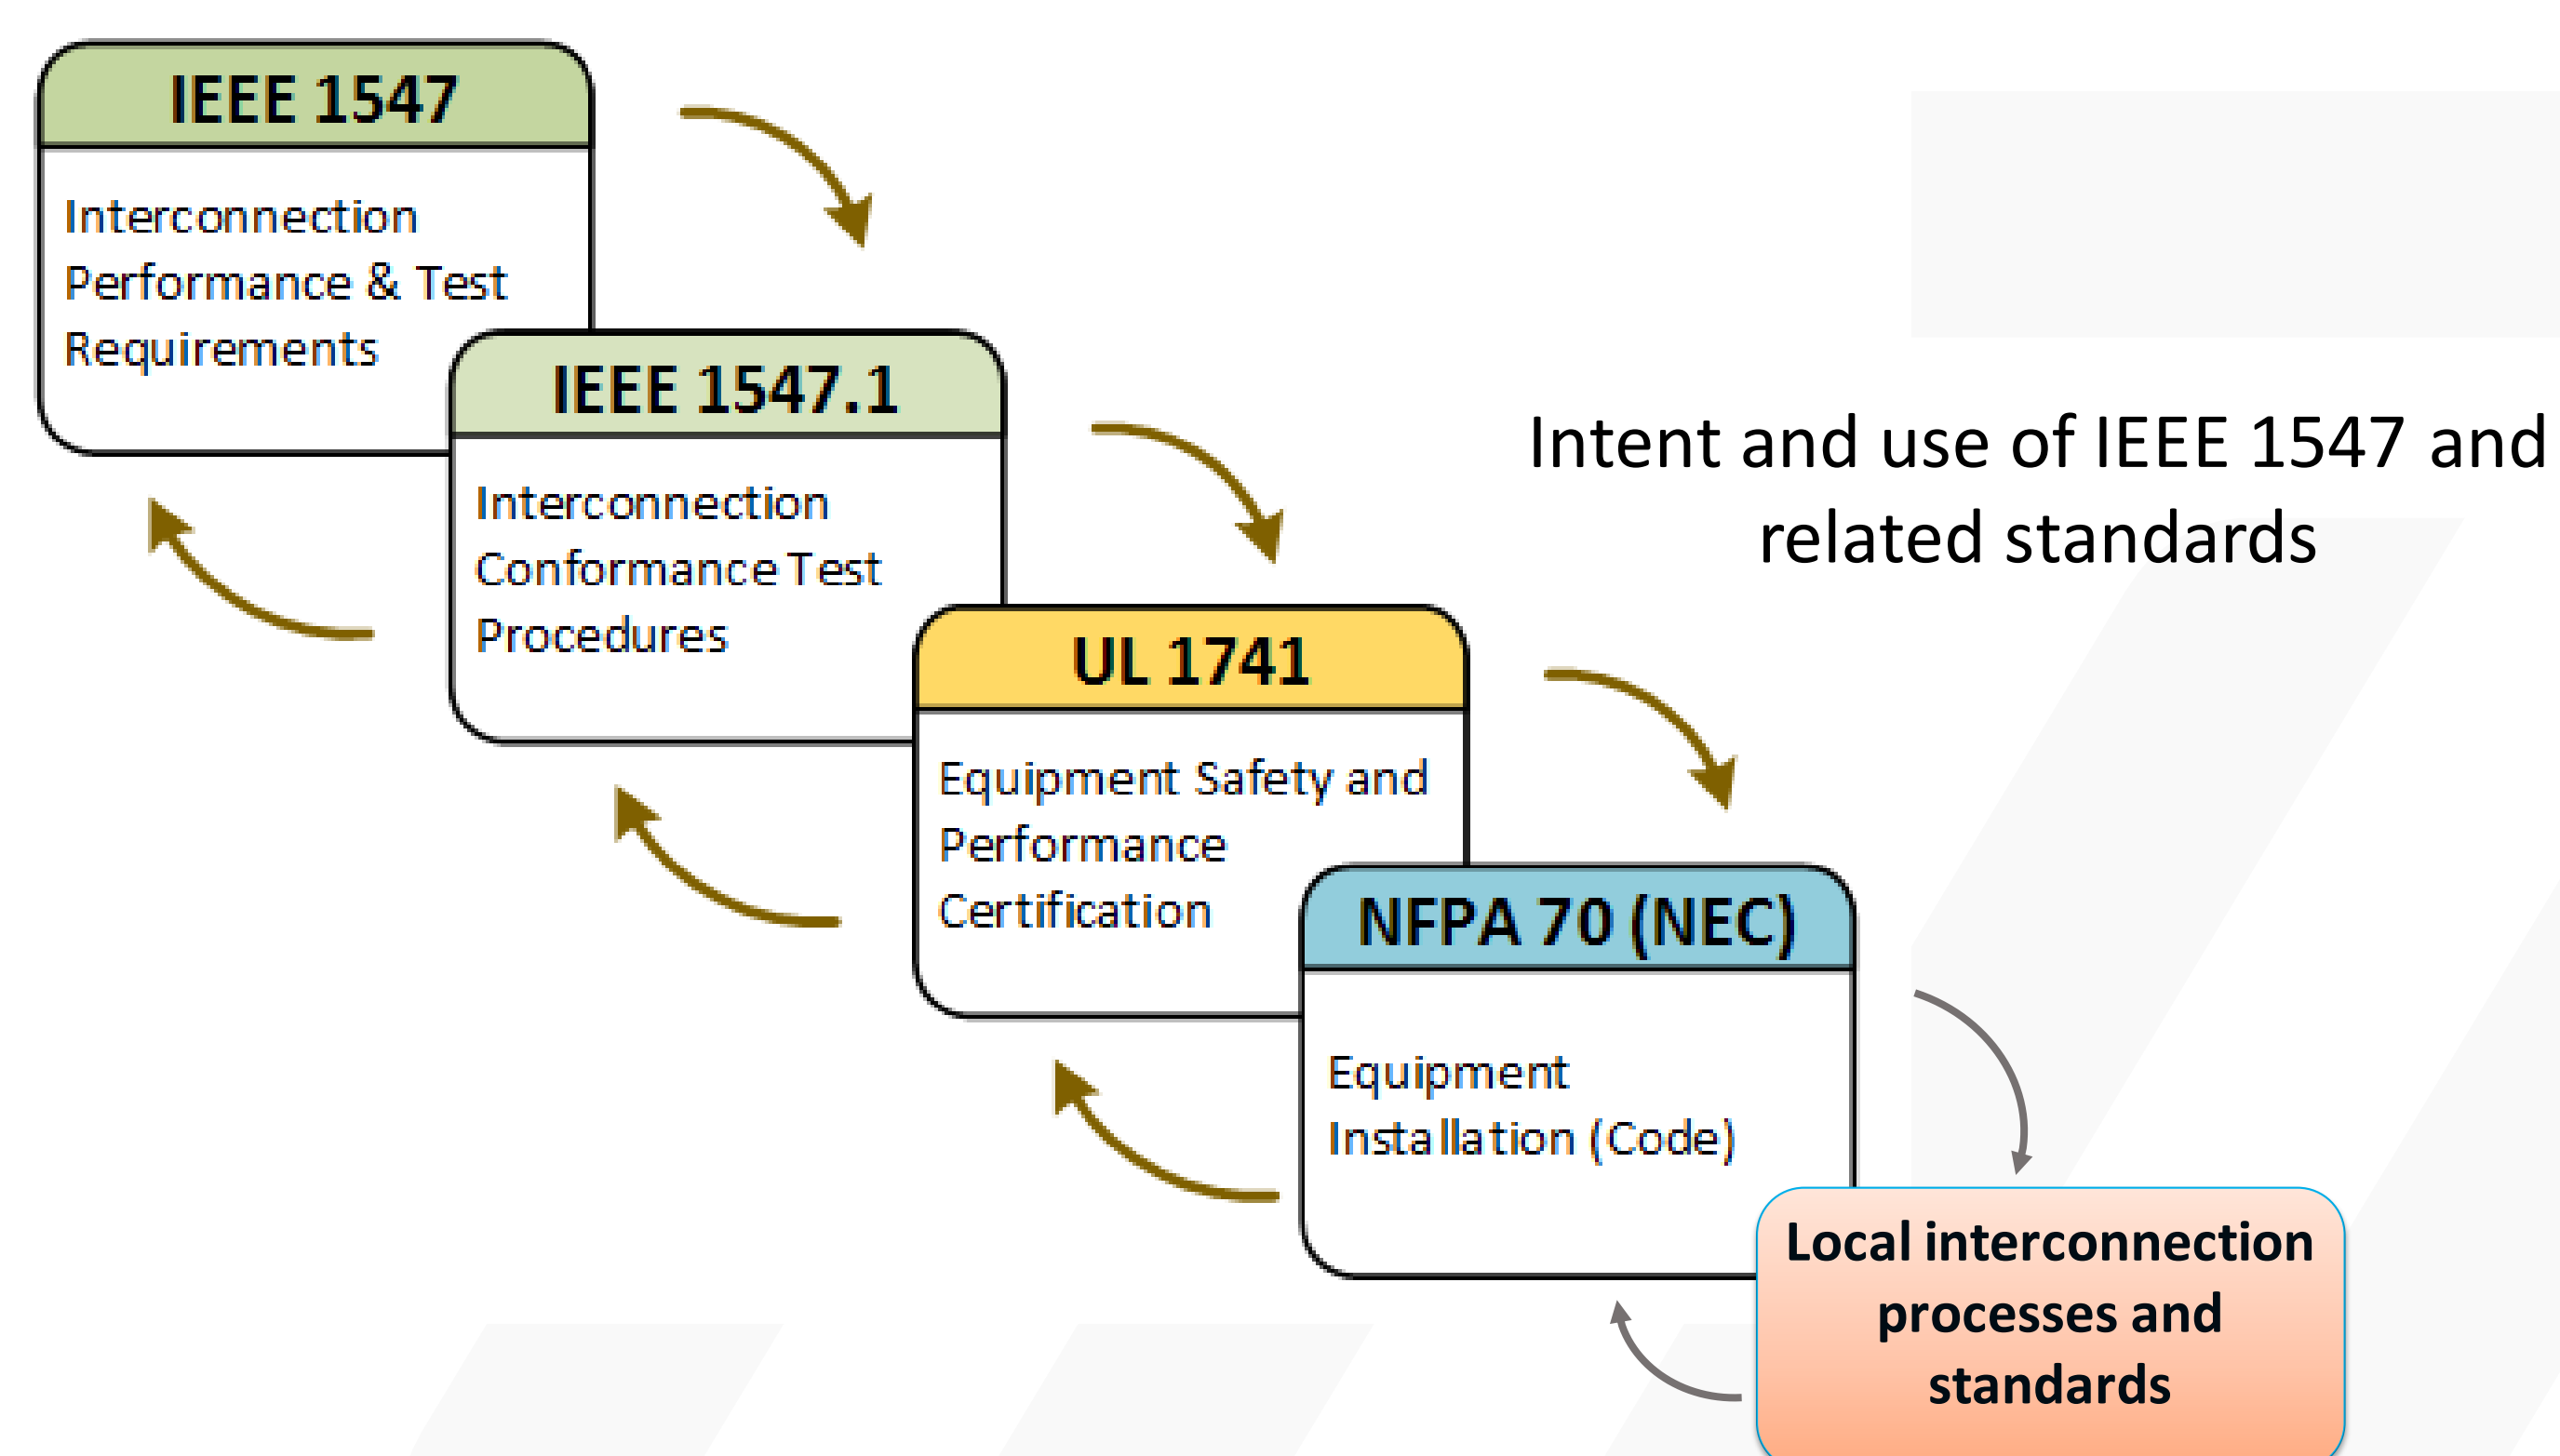 IEEE 1547
Interconnection
Performance & Test
Requirements
IEEE 1547.1
Interconnection
Conformance Test
Procedures
Intent and use of IEEE 1547 and
related standards
UL 1741
Equipment Safety and
Performance
Certification
NFPA 70 (NEC)
Equipment
Installation (Code)
Local interconnection
processes and
standards